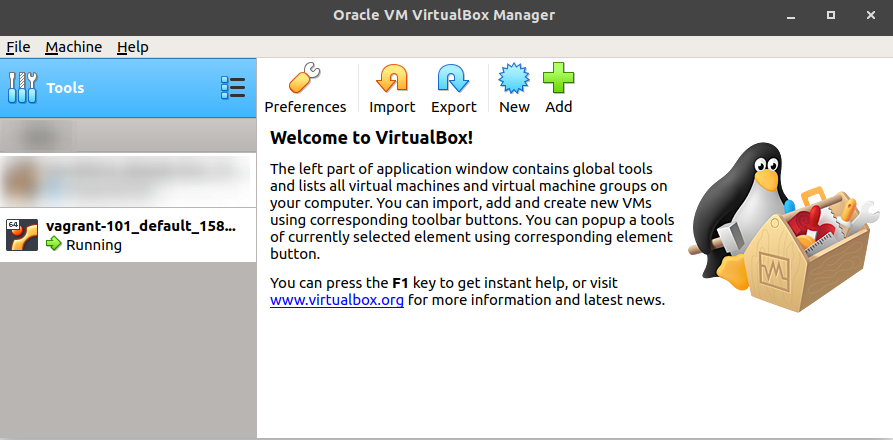 Oracle VM VirtualBox Manager
File Machine Help
Tools
Preferences Import Export New Add
Welcome to VirtualBox!
The left part of application window contains global tools
and lists all virtual machines and virtual machine groups on
your computer. You can import, add and create new VMs
using corresponding toolbar buttons. You can popup a tools
of currently selected element using corresponding element
button.
You can press the F1 key to get instant help, or visit
www.virtualbox.org for more information and latest news.
64
vagrant-101_default_158...
Running